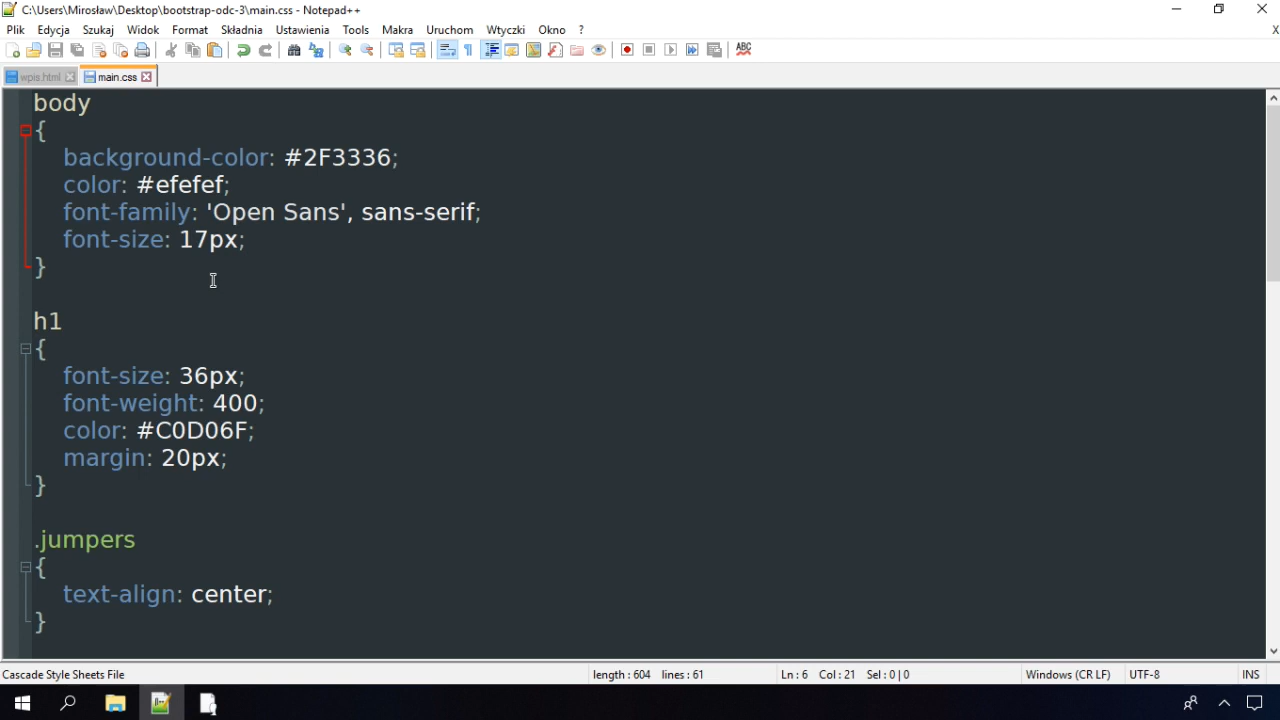 C:\Users\Mirosław\Desktop\bootstrap-odc-3\main.css - Notepad++
Plik Edycja Szukaj Widok Format Składnia Ustawienia Tools Makra Uruchom Wtyczki Okno ? X
ABC
wpis.html main.css
body
{
background-color: #2F3336;
color: #efefef;
font-family: 'Open Sans', sans-serif;
font-size: 17px;
}
h1
{
font-size: 36px;
font-weight: 400;
color: #C0D06F;
margin: 20px;
}
.jumpers
{
text-align: center;
}
Cascade Style Sheets File length : 604 lines : 61 Ln : 6 Col : 21 Sel : 0 | 0 Windows (CR LF) UTF-8 INS